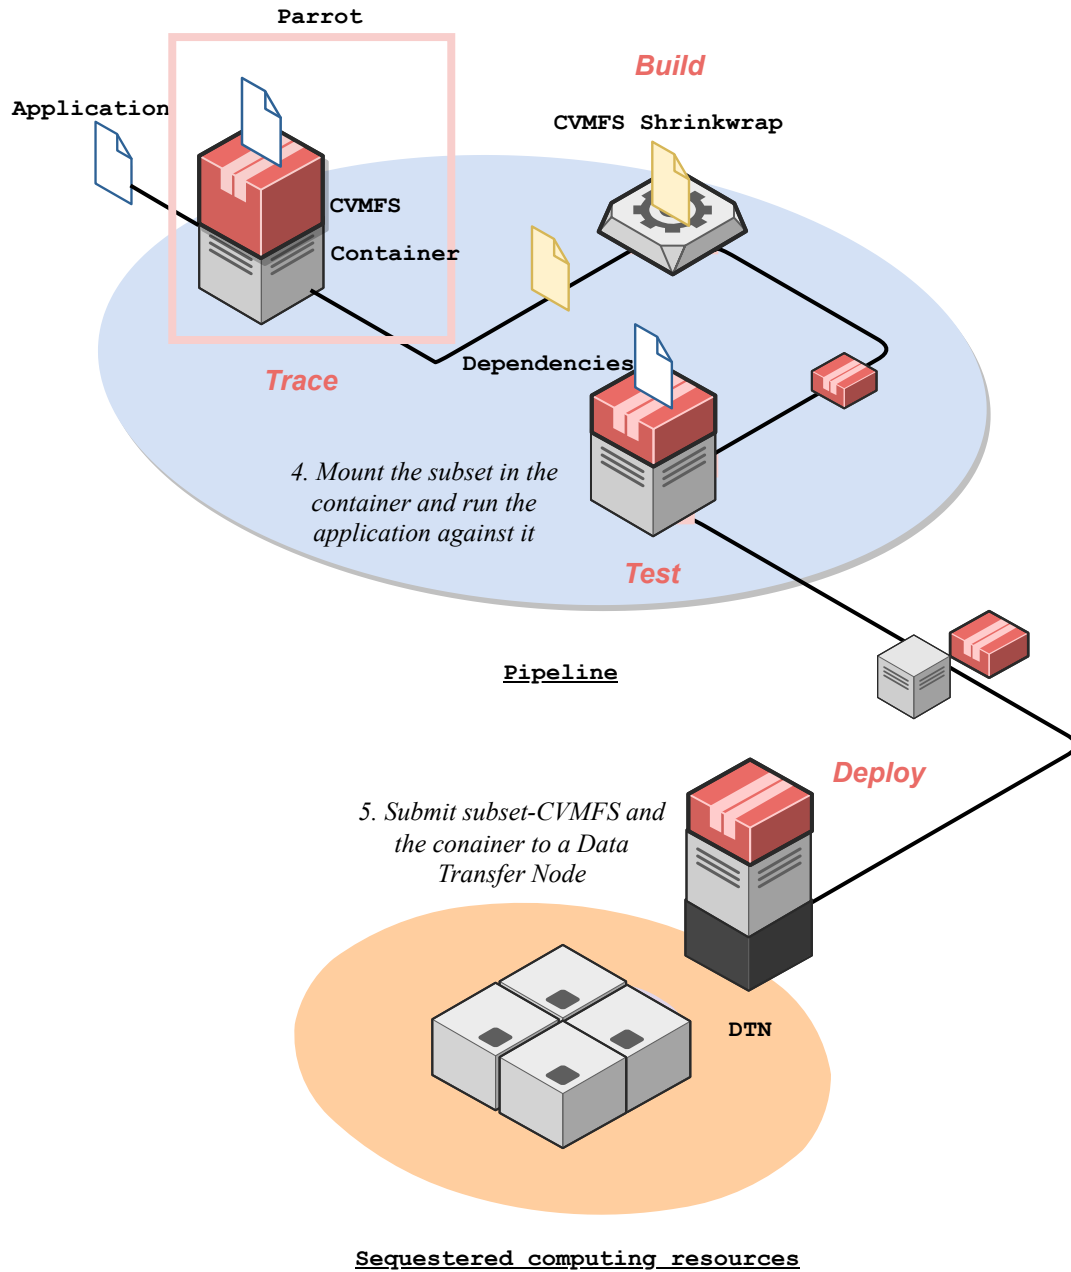 Parrot
Build
Application
CVMFS Shrinkwrap
CVMFS
Container
Dependencies
Trace
4. Mount the subset in the
container and run the
application against it
Test
Pipeline
Deploy
5. Submit subset-CVMFS and
the conainer to a Data
Transfer Node
DTN
Sequestered computing resources